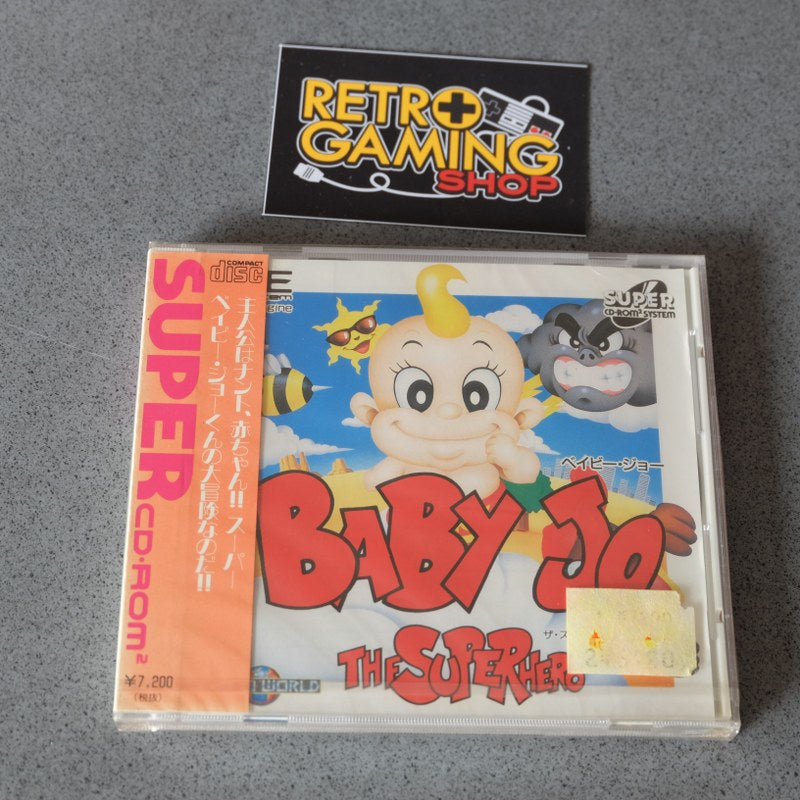 RETRO
GAMING
SHOP
COMPACT
disc
SUPER CD-ROM²
主人公はナント、赤ちゃん!! スーパー
ベイビー・ジョーくんの大冒険なのだ!!
¥7,200
(税抜)
SUPER
CD-ROM² SYSTEM
ベイビー・ジョー
BABY JO
THE SUPERHERO
WORLD